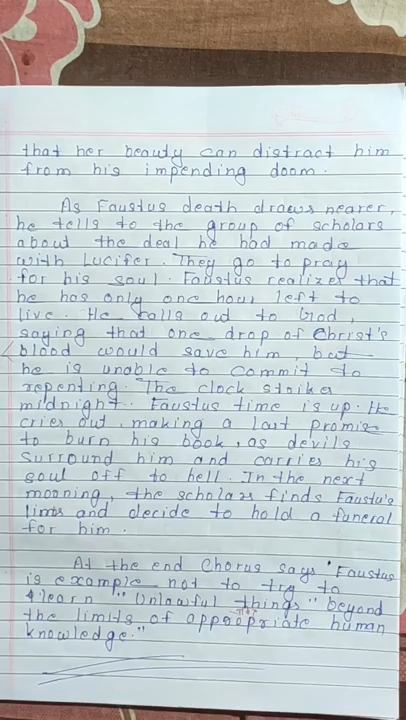 that her beauty can distract him
from his impending doom.
As Faustus death draws nearer,
he tells to the group of scholars
about the deal he had made
with Lucifer. They go to pray
for his soul. Faustus realizes that
he has only one hour left to
live. He calls out to God,
saying that one drop of Christ's
blood would save him, but
he is unable to commit to
repenting. The clock strikes
midnight. Faustus time is up. He
cries out, making a last promise
to burn his book, as devils
surround him and carries his
soul off to hell. In the next
mooning, the scholars finds Faustu's
limbs and decide to hold a funeral
for him.
At the end Chorus says "Faustus
is example not to try to
learn "Unlawful things" beyond
the limits of appropriate human
knowledge."